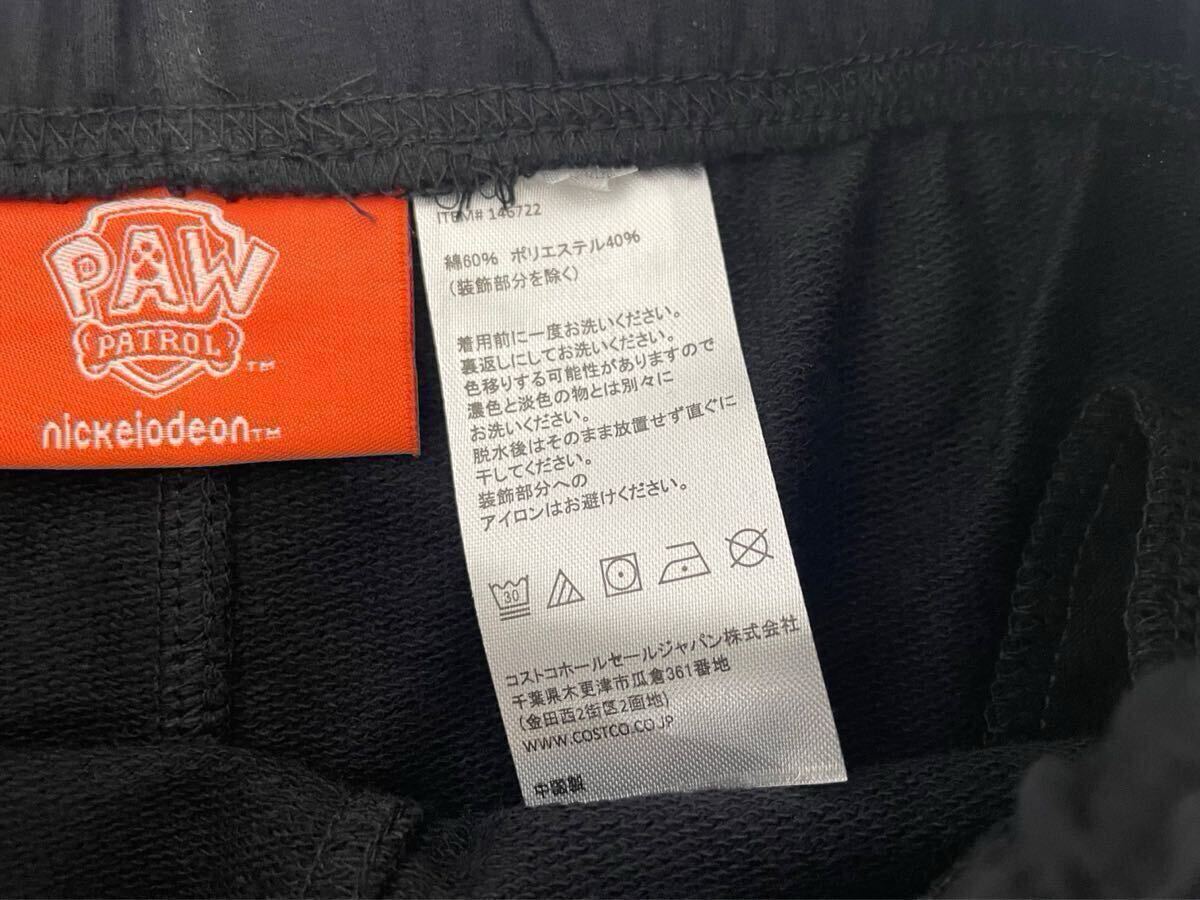 PAW
PATROL
TM
nickelodeon TM
ITEM# 146722
綿60% ポリエステル40%
(装飾部分を除く)
着用前に一度お洗いください。
裏返しにしてお洗いください。
色移りする可能性がありますので
濃色と淡色の物とは別々に
お洗いください。
脱水後はそのまま放置せず直ぐに
干してください。
装飾部分への
アイロンはお避けください。
30
コストコホールセールジャパン株式会社
千葉県木更津市瓜倉361番地
(金田西2街区2画地)
WWW.COSTCO.CO.JP
中国製